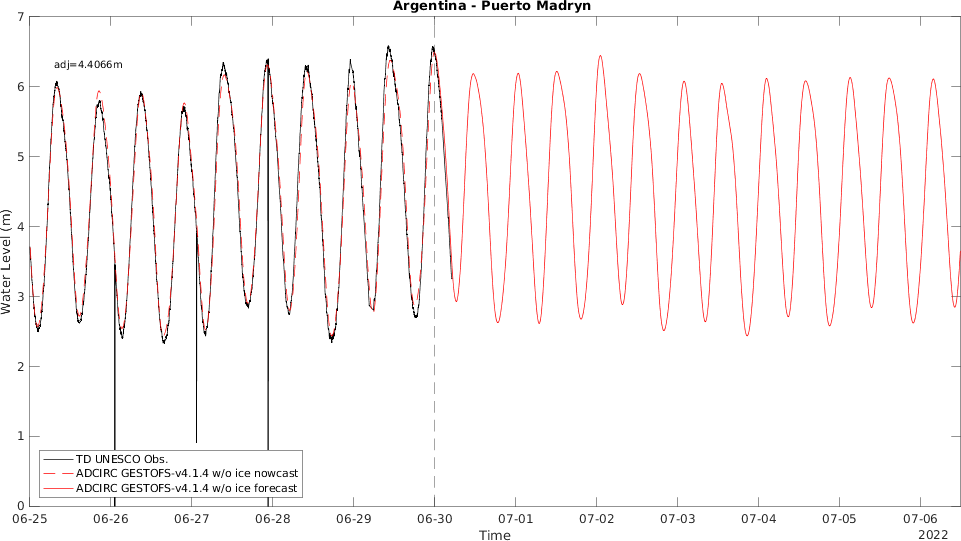 Argentina - Puerto Madryn
7
adj=4.4066m
6
5
4
3
2
1
0
Water Level (m)
TD UNESCO Obs.
ADCIRC GESTOFS-v4.1.4 w/o ice nowcast
ADCIRC GESTOFS-v4.1.4 w/o ice forecast
06-25 06-26 06-27 06-28 06-29 06-30 07-01 07-02 07-03 07-04 07-05 07-06
Time
2022